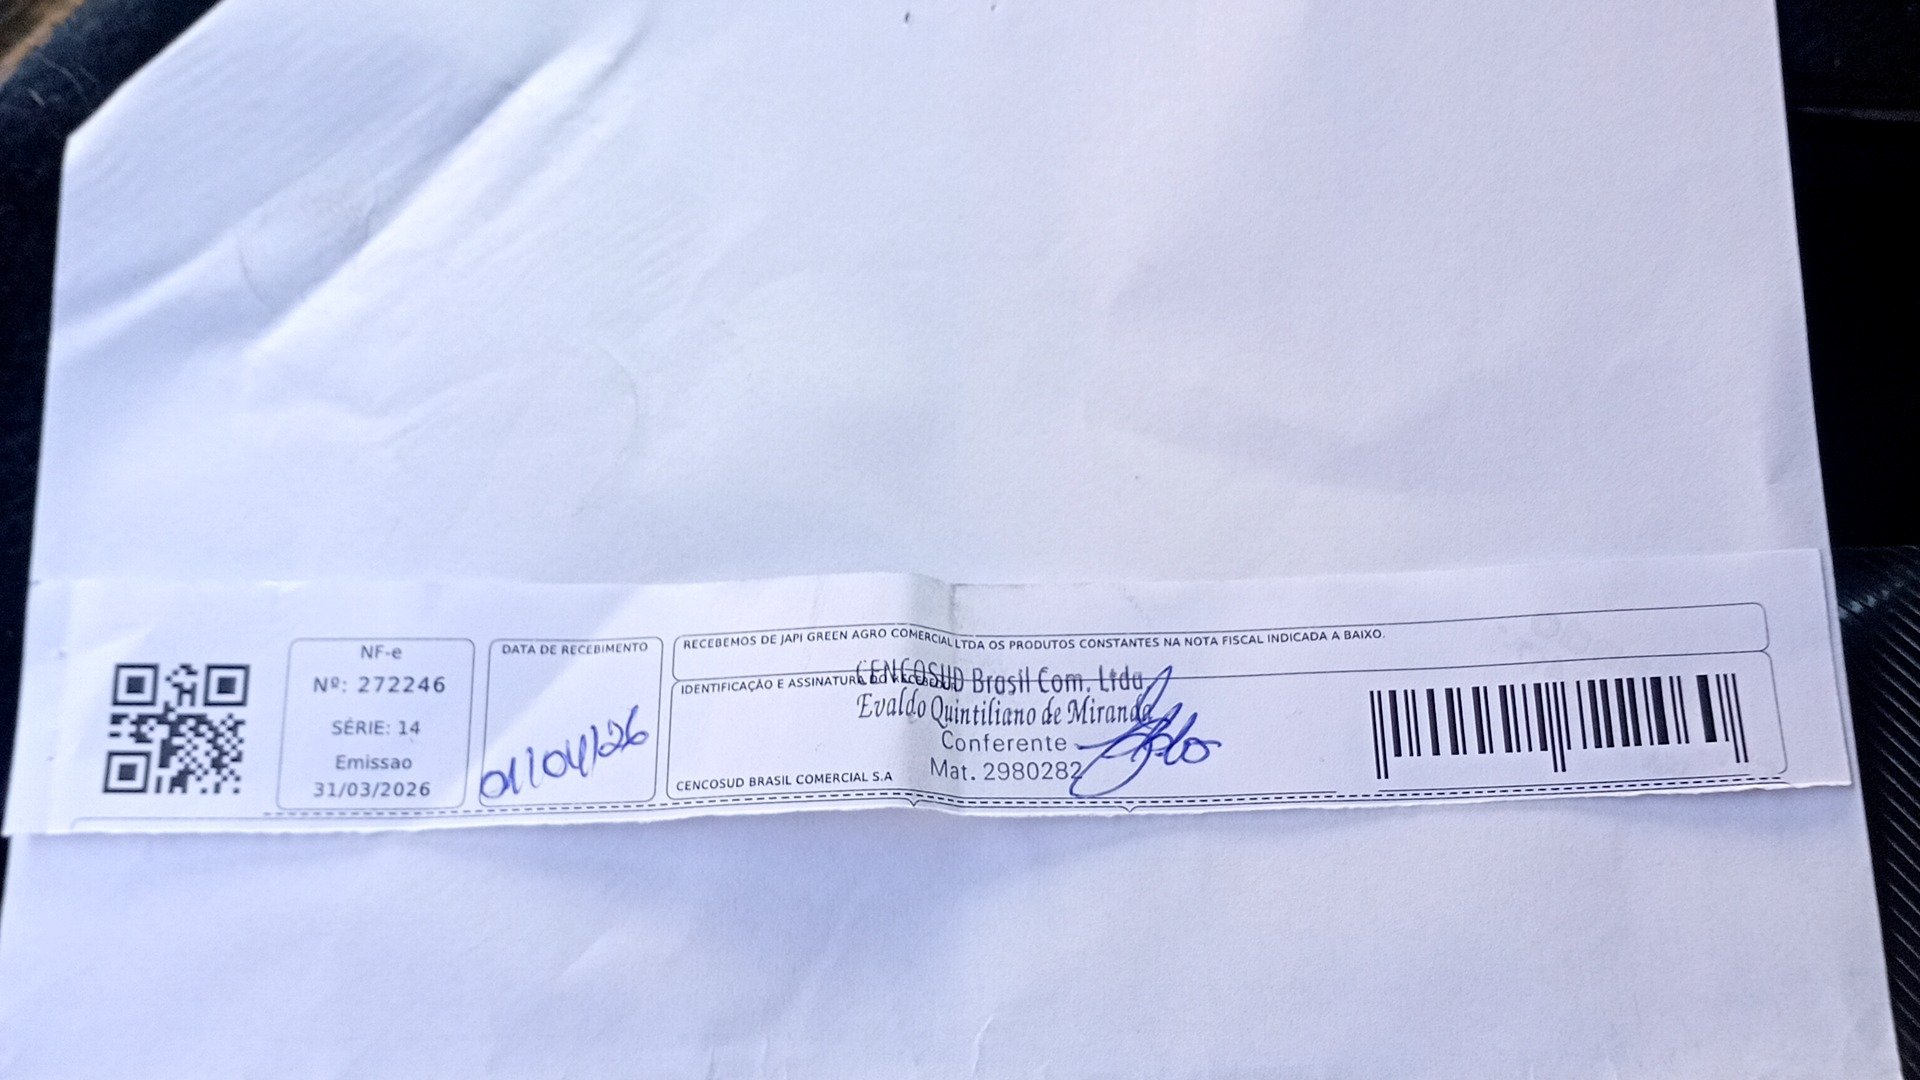 NF-e
Nº: 272246
SÉRIE: 14
Emissao
31/03/2026
DATA DE RECEBIMENTO
01/04/26
RECEBEMOS DE JAPI GREEN AGRO COMERCIAL LTDA OS PRODUTOS CONSTANTES NA NOTA FISCAL INDICADA A BAIXO.
IDENTIFICAÇÃO E ASSINATURA DO
CENCOSUD Brasil Com. Ltda
Evaldo Quintiliano de Miranda
Conferente
Mat. 2980282
CENCOSUD BRASIL COMERCIAL S.A